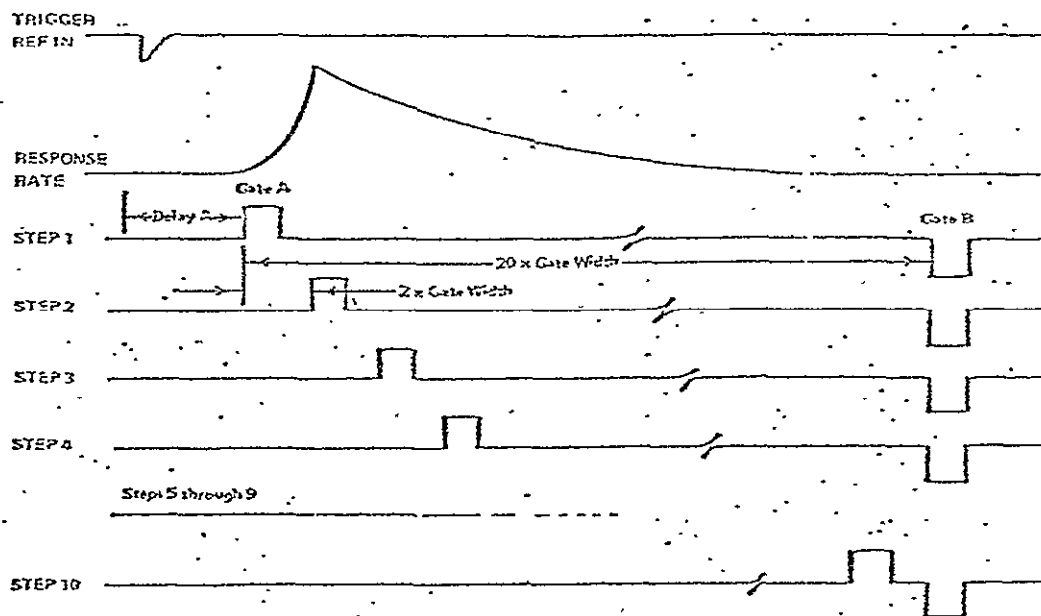 TRIGGER
REF IN
RESPONSE
RATE
Gate A
Delay A
STEP 1
Gate B
20 x Gate Width
2 x Gate Width
STEP 2
STEP 3
STEP 4
Steps 5 through 9
STEP 10